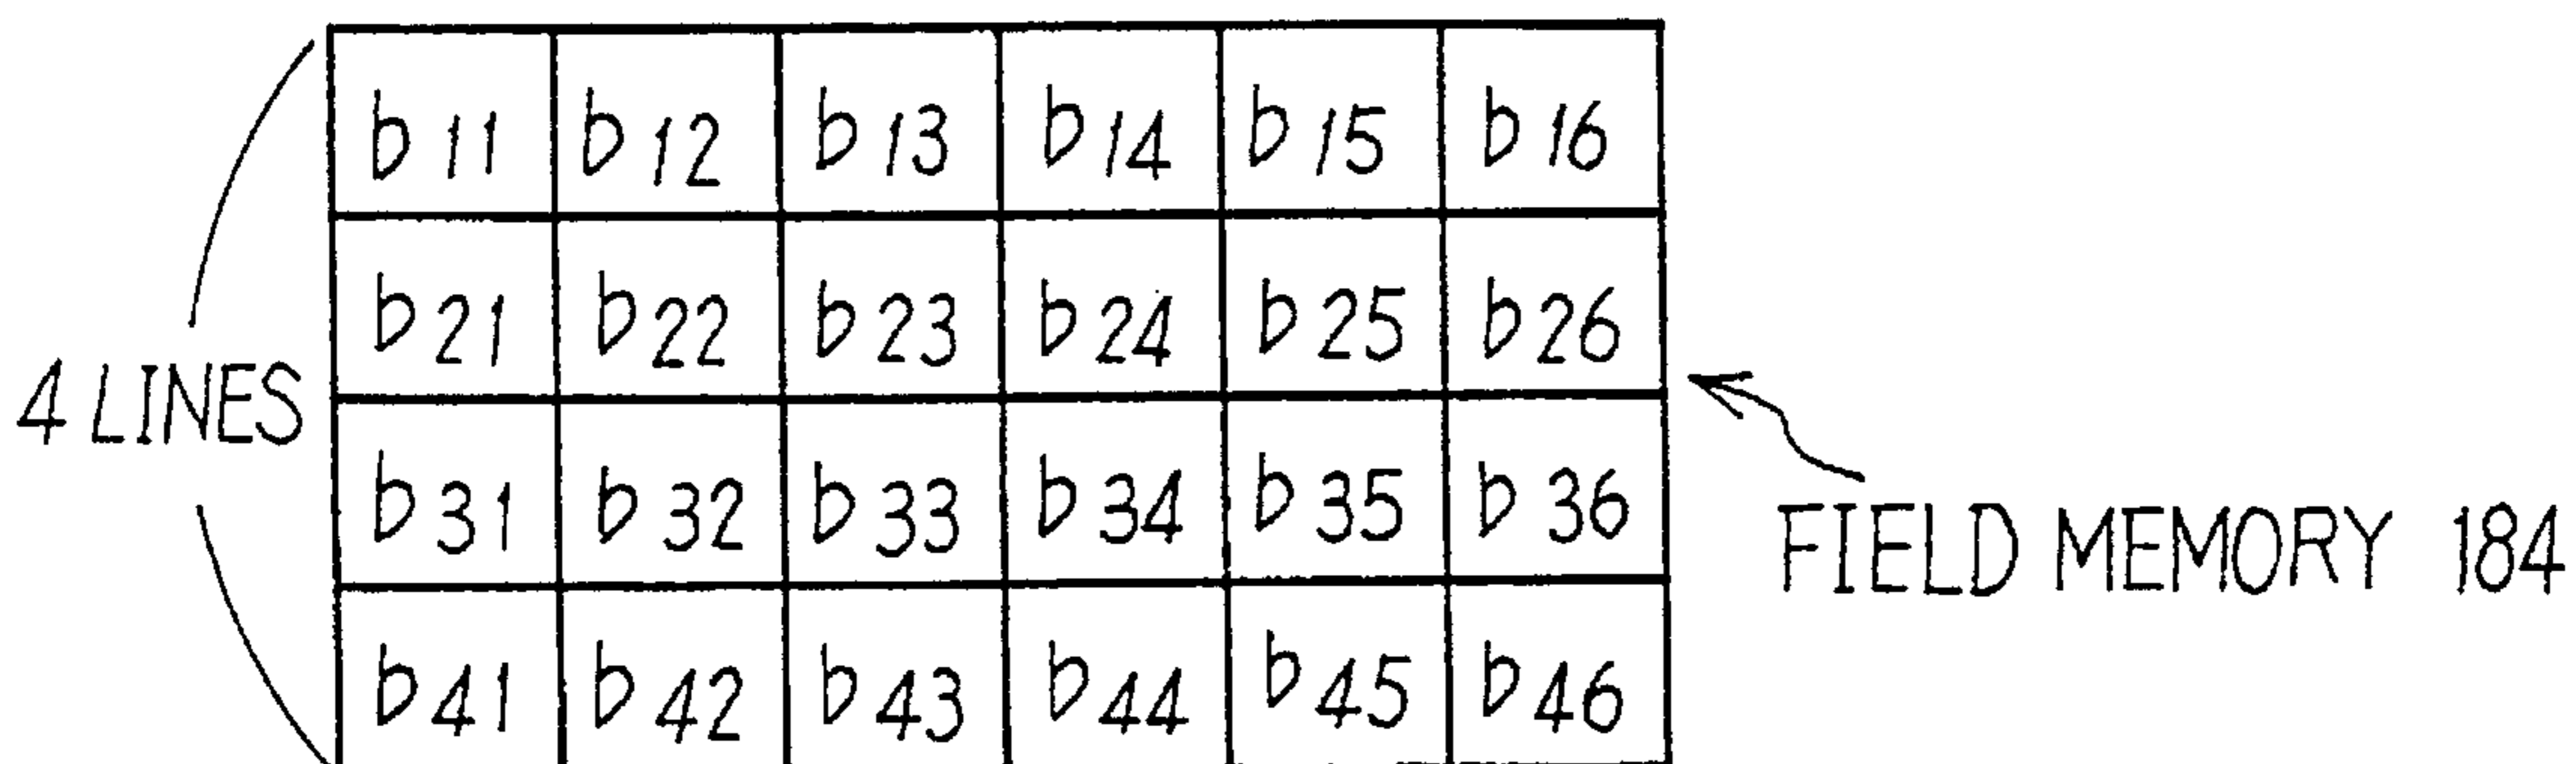 b11 b12 b13 b14 b15 b16
b21 b22 b23 b24 b25 b26
4 LINES
b31 b32 b33 b34 b35 b36
FIELD MEMORY 184
b41 b42 b43 b44 b45 b46